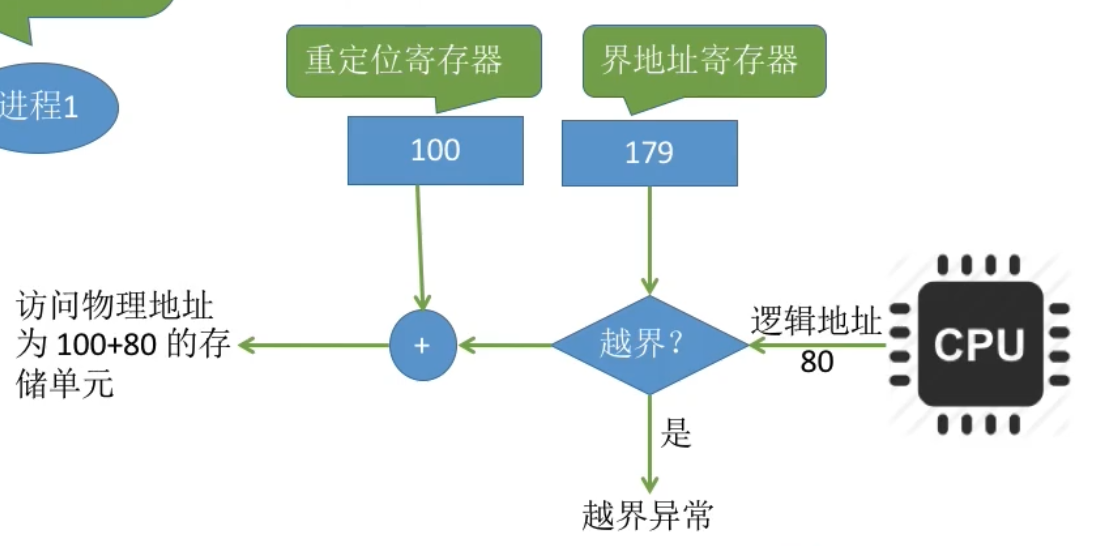 重定位寄存器
界地址寄存器
进程1
100
179
访问物理地址
为 100+80 的存
储单元
+
越界？
逻辑地址
80
CPU
是
越界异常